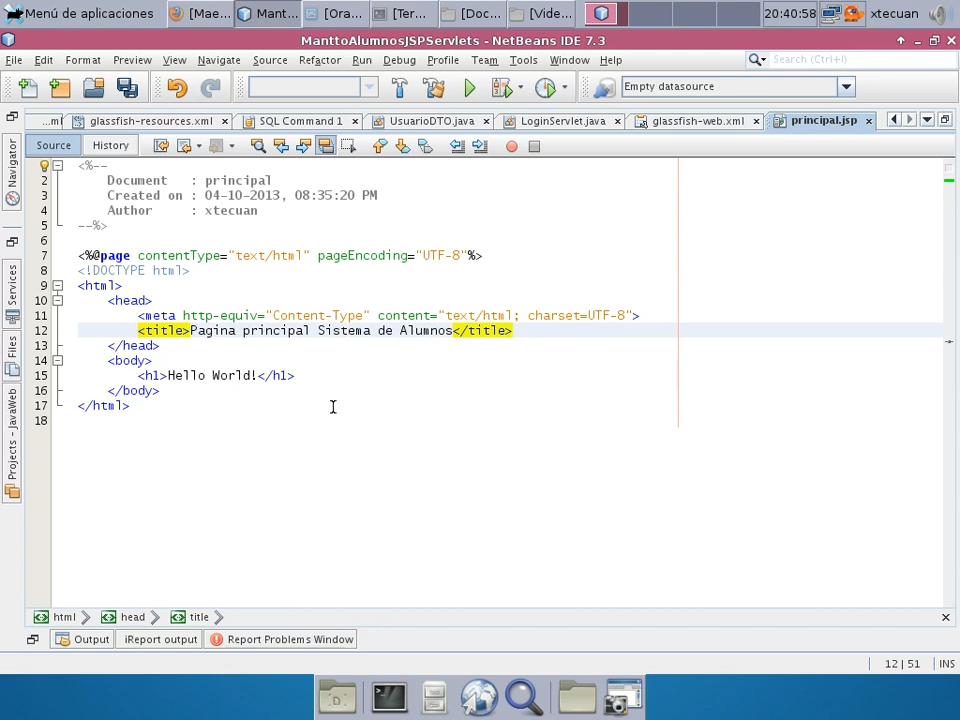 Menú de aplicaciones [Mae... Mant... [Ora... [Ter... [Doc... [Vide... 20:40:58 xtecuan
ManttoAlumnosJSPServlets - NetBeans IDE 7.3
File Edit Format Preview View Navigate Source Refactor Run Debug Profile Team Tools Window Help Search (Ctrl+I)
Empty datasource
...ml glassfish-resources.xml SQL Command 1 UsuarioDTO.java LoginServlet.java glassfish-web.xml principal.jsp
Source History
Navigator
Services
Files
Projects - JavaWeb
<%--
2 Document : principal
3 Created on : 04-10-2013, 08:35:20 PM
4 Author : xtecuan
5 --%>
6
7 <%@page contentType="text/html" pageEncoding="UTF-8"%>
8 <!DOCTYPE html>
9 <html>
10 <head>
11 <meta http-equiv="Content-Type" content="text/html; charset=UTF-8">
12 <title>Pagina principal Sistema de Alumnos</title>
13 </head>
14 <body>
15 <h1>Hello World!</h1>
16 </body>
17 </html>
18
html head title
Output iReport output Report Problems Window
12|51 INS